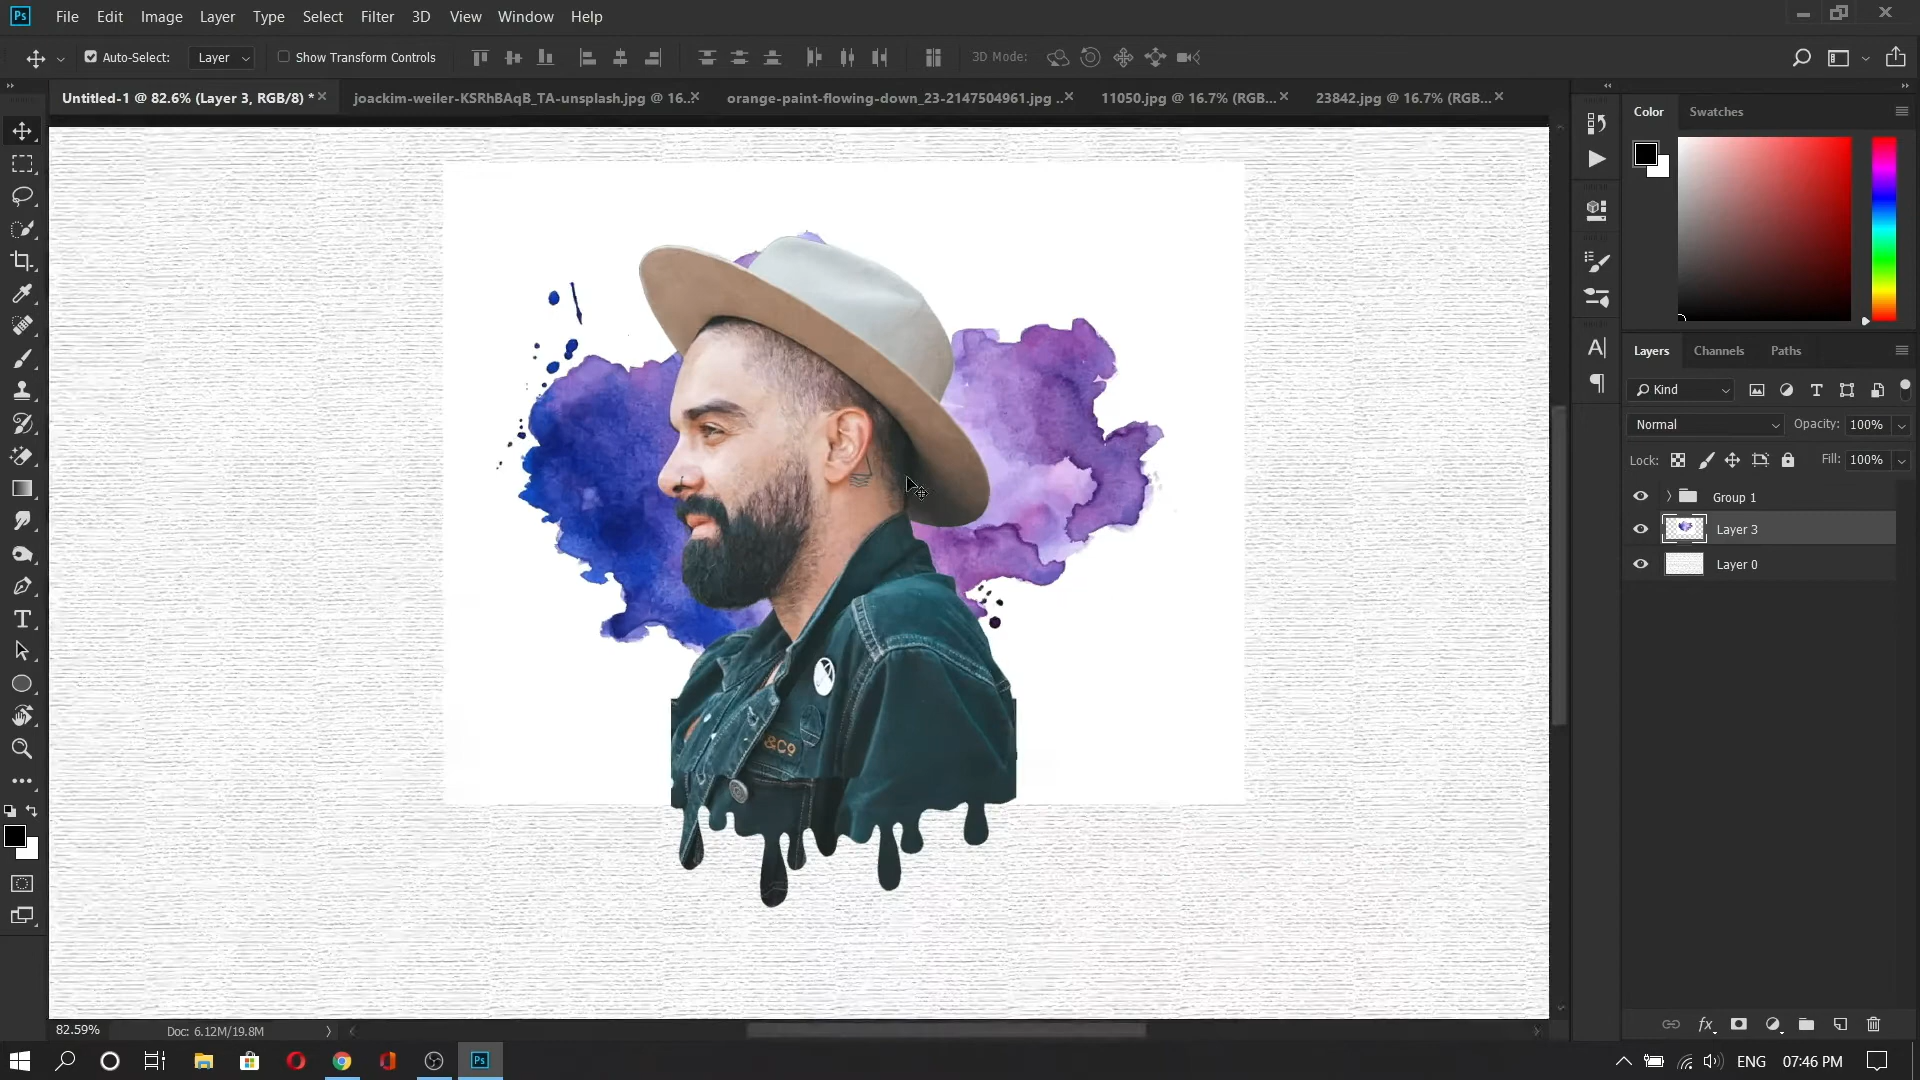 Ps File Edit Image Layer Type Select Filter 3D View Window Help
Auto-Select: Layer Show Transform Controls 3D Mode:
Untitled-1 @ 82.6% (Layer 3, RGB/8) * joackim-weiler-KSRhBAqB_TA-unsplash.jpg @ 16... orange-paint-flowing-down_23-2147504961.jpg ... 11050.jpg @ 16.7% (RGB... 23842.jpg @ 16.7% (RGB...
Color Swatches
Layers Channels Paths
Kind
Normal Opacity: 100%
Lock: Fill: 100%
Group 1
Layer 3
Layer 0
&Co
fx
82.59% Doc: 6.12M/19.8M
Ps ENG 07:46 PM